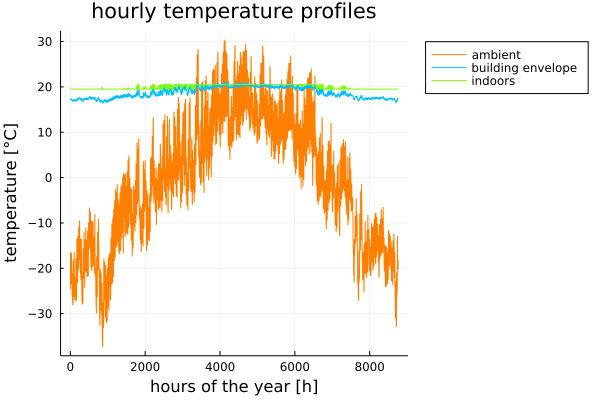 hourly temperature profiles
30
20
10
0
−10
−20
−30
temperature [°C]
0
2000
4000
6000
8000
hours of the year [h]
ambient
building envelope
indoors